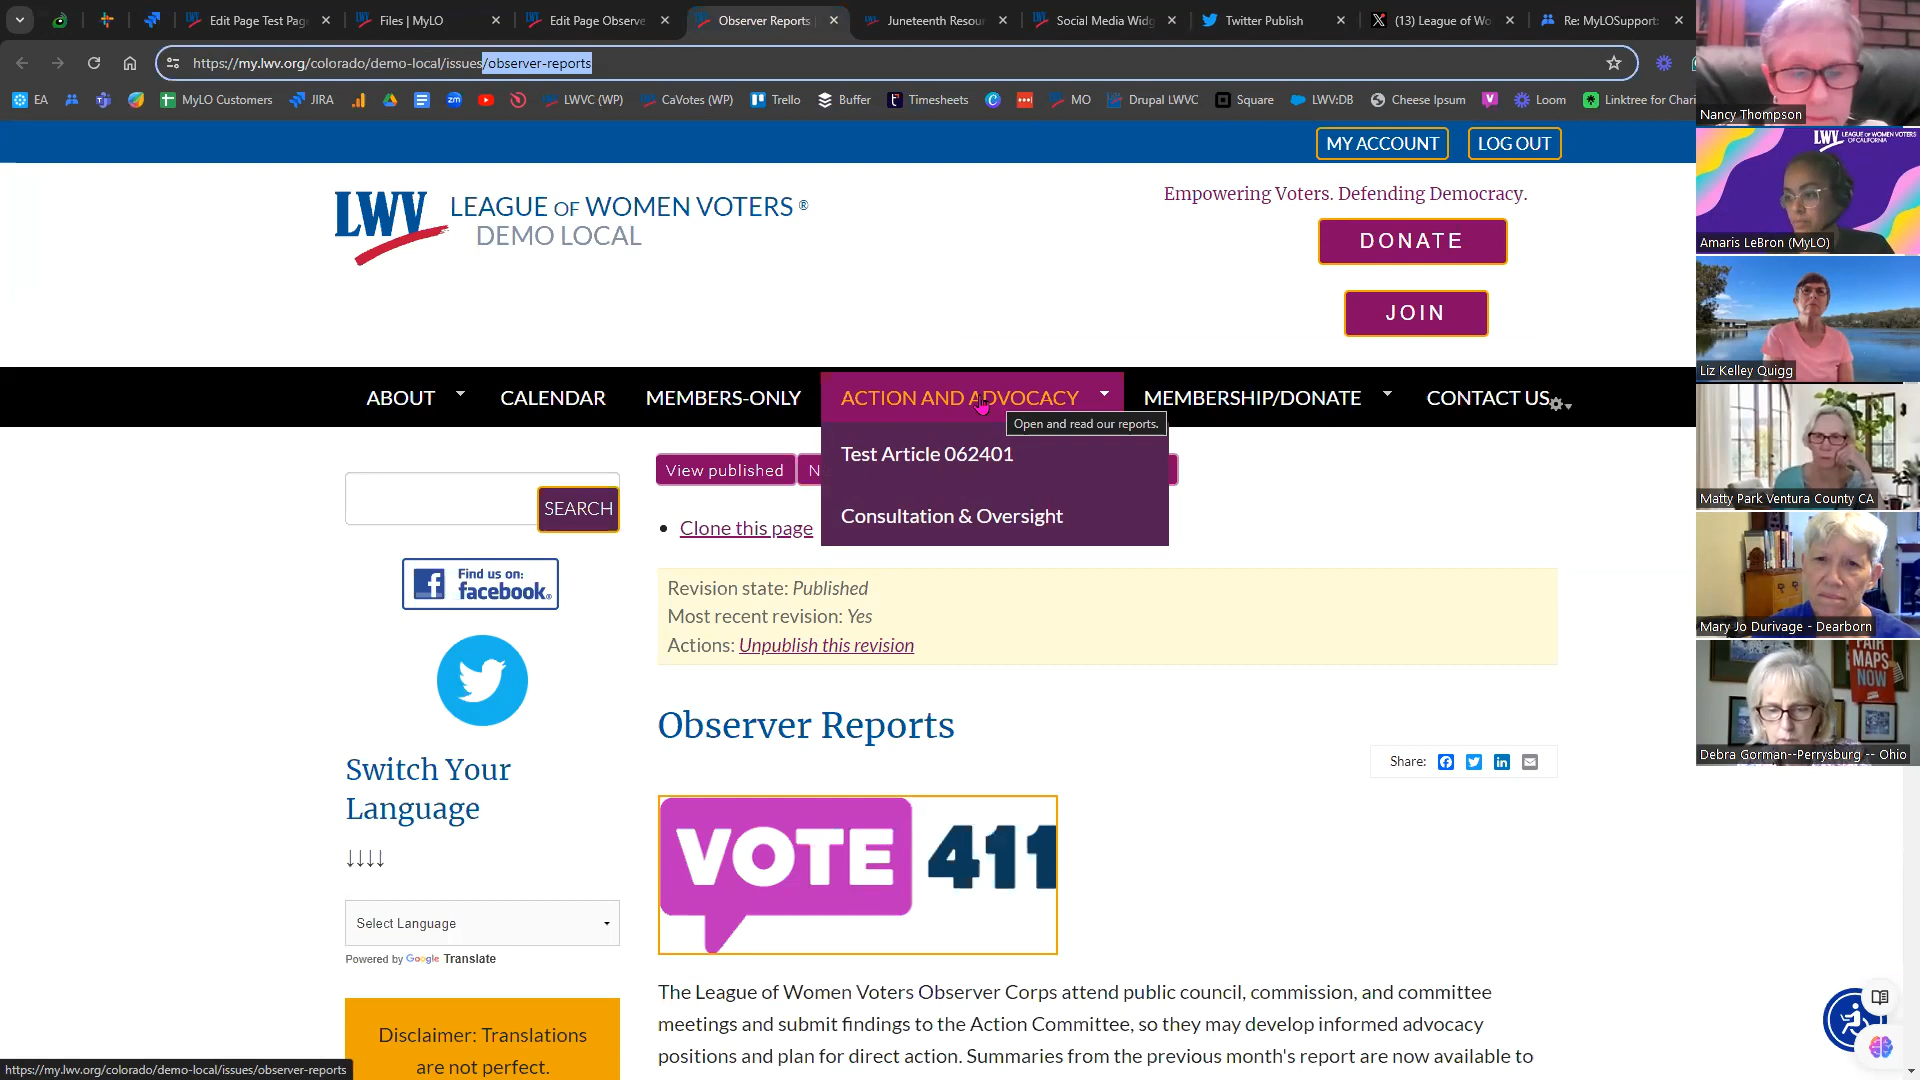 Edit Page Test Pag
Files | MyLO
Edit Page Observe
Observer Reports |
Juneteenth Resour
Social Media Widg
Twitter Publish
(13) League of Wo
Re: MyLOSupport:
https://my.lwv.org/colorado/demo-local/issues/observer-reports
EA
MyLO Customers
JIRA
LWVC (WP)
CaVotes (WP)
Trello
Buffer
Timesheets
MO
Drupal LWVC
Square
LWV:DB
Cheese Ipsum
Loom
Linktree for Chari
MY ACCOUNT
LOG OUT
LWV
LEAGUE OF WOMEN VOTERS ®
DEMO LOCAL
Empowering Voters. Defending Democracy.
DONATE
JOIN
ABOUT
CALENDAR
MEMBERS-ONLY
ACTION AND ADVOCACY
MEMBERSHIP/DONATE
CONTACT US
Open and read our reports.
Test Article 062401
Consultation & Oversight
SEARCH
Find us on:
facebook
Switch Your
Language
↓↓↓↓
Select Language
Powered by Google Translate
Disclaimer: Translations
are not perfect.
View published
N
Clone this page
Revision state: Published
Most recent revision: Yes
Actions: Unpublish this revision
Observer Reports
Share:
VOTE 411
The League of Women Voters Observer Corps attend public council, commission, and committee
meetings and submit findings to the Action Committee, so they may develop informed advocacy
positions and plan for direct action. Summaries from the previous month's report are now available to
https://my.lwv.org/colorado/demo-local/issues/observer-reports
Nancy Thompson
LWV LEAGUE OF WOMEN VOTERS
OF CALIFORNIA
Amaris LeBron (MyLO)
Liz Kelley Quigg
Matty Park Ventura County CA
Mary Jo Durivage - Dearborn
FAIR
MAPS
NOW
Debra Gorman--Perrysburg -- Ohio